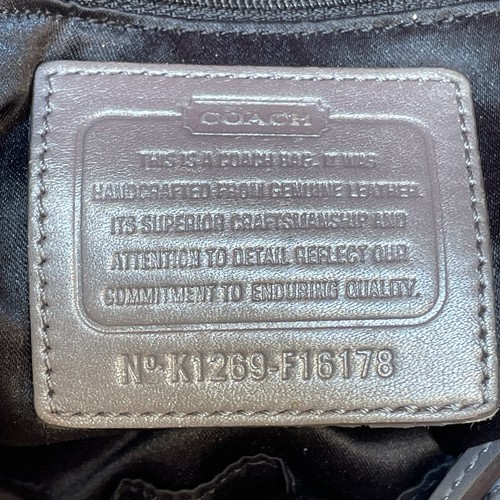 COACH
THIS IS A COACH BAG. IT WAS
HANDCRAFTED FROM GENUINE LEATHER.
ITS SUPERIOR CRAFTSMANSHIP AND
ATTENTION TO DETAIL REFLECT OUR
COMMITMENT TO ENDURING QUALITY.
Nº K1269-F16178